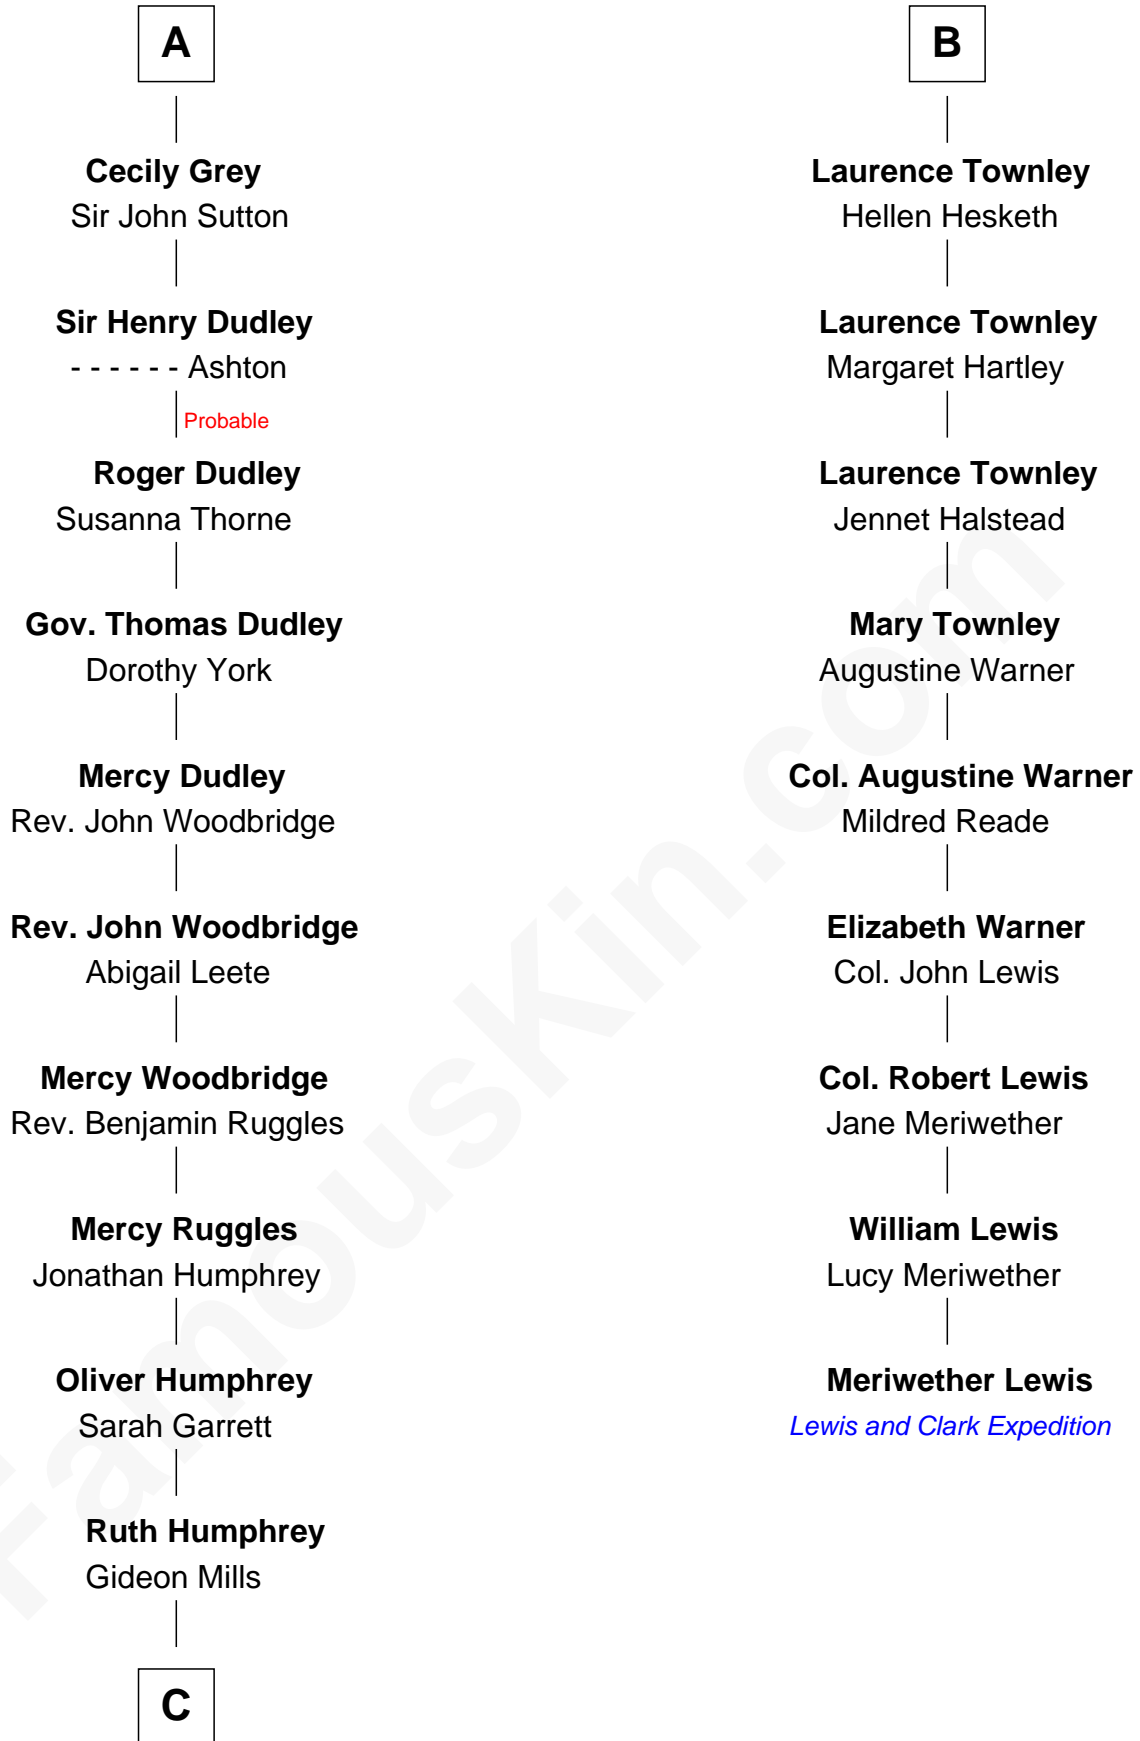 A
Cecily Grey
Sir John Sutton
Sir Henry Dudley
- - - - - - Ashton
Probable
Roger Dudley
Susanna Thorne
Gov. Thomas Dudley
Dorothy York
Mercy Dudley
Rev. John Woodbridge
Rev. John Woodbridge
Abigail Leete
Mercy Woodbridge
Rev. Benjamin Ruggles
Mercy Ruggles
Jonathan Humphrey
Oliver Humphrey
Sarah Garrett
Ruth Humphrey
Gideon Mills
C
B
Laurence Townley
Hellen Hesketh
Laurence Townley
Margaret Hartley
Laurence Townley
Jennet Halstead
Mary Townley
Augustine Warner
Col. Augustine Warner
Mildred Reade
Elizabeth Warner
Col. John Lewis
Col. Robert Lewis
Jane Meriwether
William Lewis
Lucy Meriwether
Meriwether Lewis
Lewis and Clark Expedition
FamousKin.com